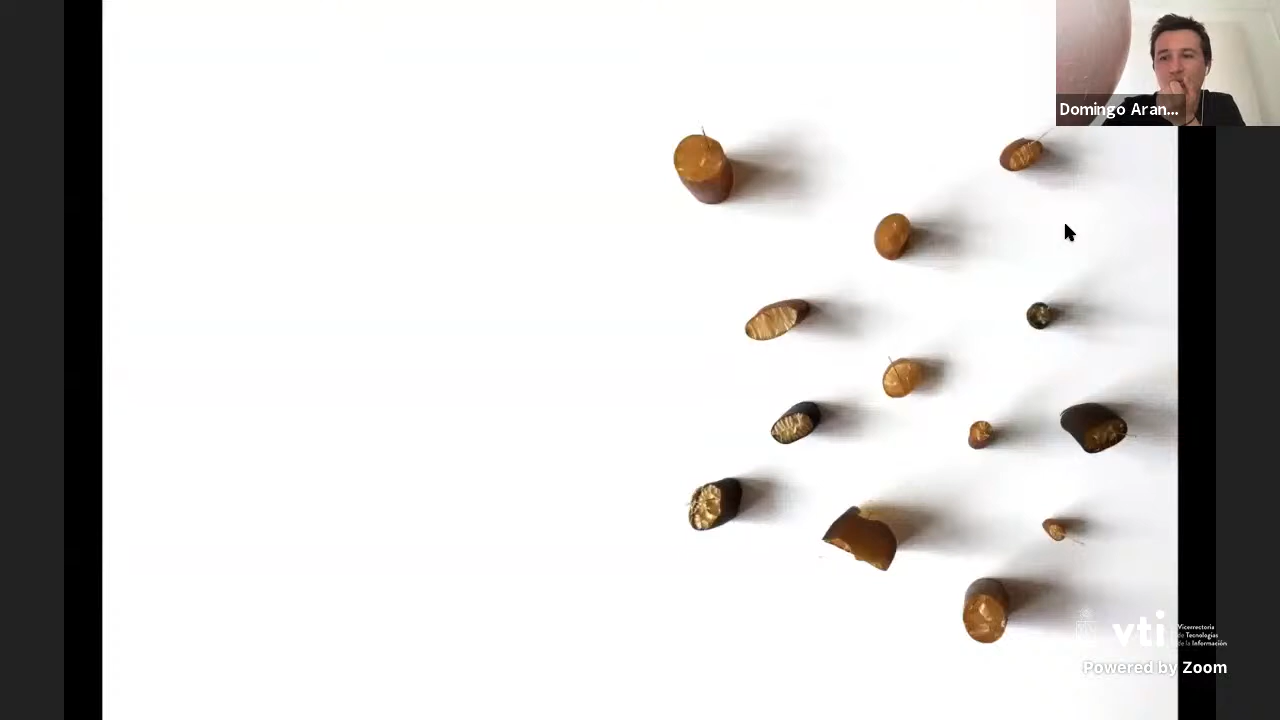 Domingo Aran...
vti
Vicerrectoría
de Tecnologías
de la Información
Powered by Zoom